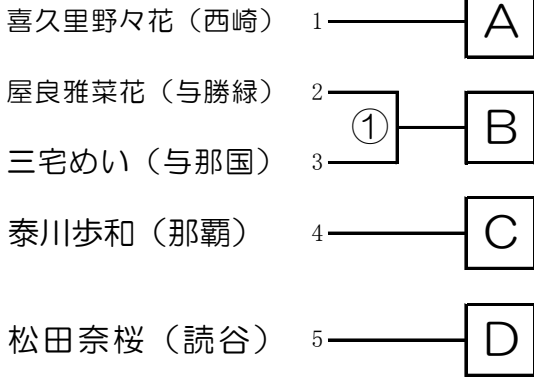 喜久里野々花（西崎） 1 A
屋良雅菜花（与勝緑） 2
① B
三宅めい（与那国） 3
泰川歩和（那覇） 4 C
松田奈桜（読谷） 5 D